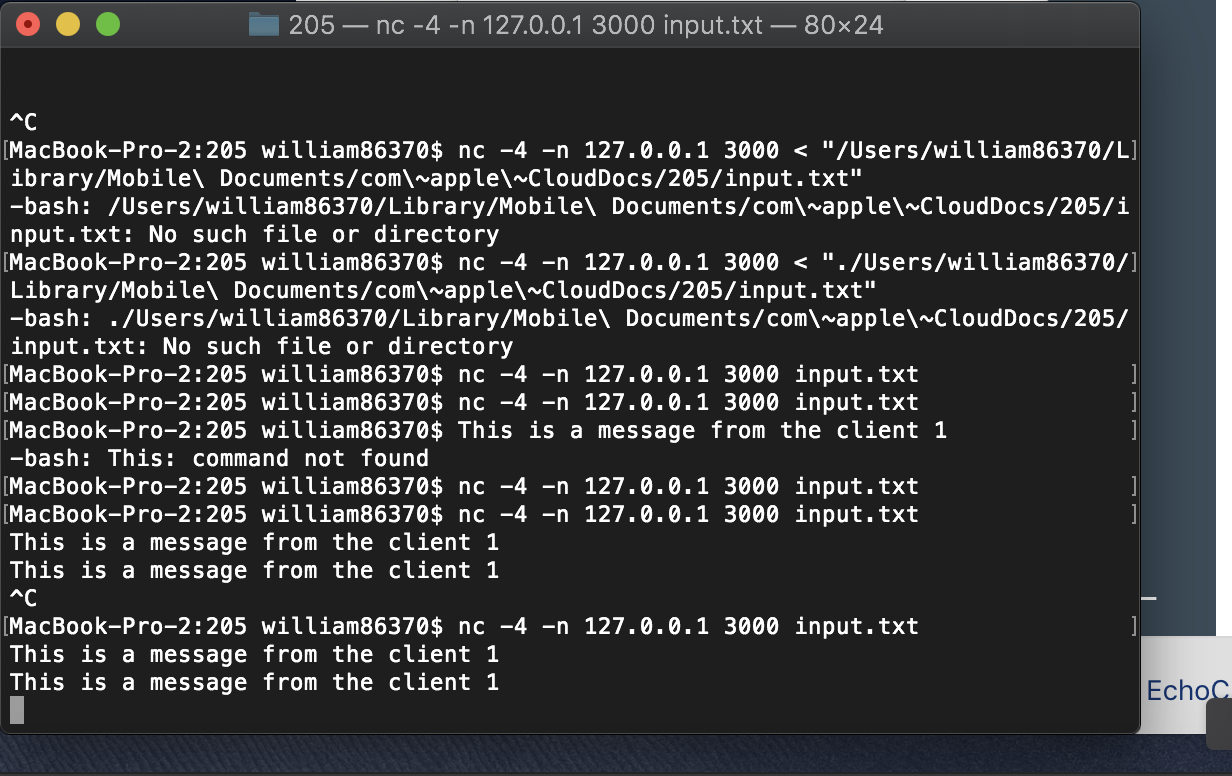 205 — nc -4 -n 127.0.0.1 3000 input.txt — 80×24
^C
[MacBook-Pro-2:205 william86370$ nc -4 -n 127.0.0.1 3000 < "/Users/william86370/L]
ibrary/Mobile\ Documents/com\~apple\~CloudDocs/205/input.txt"
-bash: /Users/william86370/Library/Mobile\ Documents/com\~apple\~CloudDocs/205/i
nput.txt: No such file or directory
[MacBook-Pro-2:205 william86370$ nc -4 -n 127.0.0.1 3000 < "./Users/william86370/]
Library/Mobile\ Documents/com\~apple\~CloudDocs/205/input.txt"
-bash: ./Users/william86370/Library/Mobile\ Documents/com\~apple\~CloudDocs/205/
input.txt: No such file or directory
[MacBook-Pro-2:205 william86370$ nc -4 -n 127.0.0.1 3000 input.txt ]
[MacBook-Pro-2:205 william86370$ nc -4 -n 127.0.0.1 3000 input.txt ]
[MacBook-Pro-2:205 william86370$ This is a message from the client 1 ]
-bash: This: command not found
[MacBook-Pro-2:205 william86370$ nc -4 -n 127.0.0.1 3000 input.txt ]
[MacBook-Pro-2:205 william86370$ nc -4 -n 127.0.0.1 3000 input.txt ]
This is a message from the client 1
This is a message from the client 1
^C
[MacBook-Pro-2:205 william86370$ nc -4 -n 127.0.0.1 3000 input.txt ]
This is a message from the client 1
This is a message from the client 1
EchoC